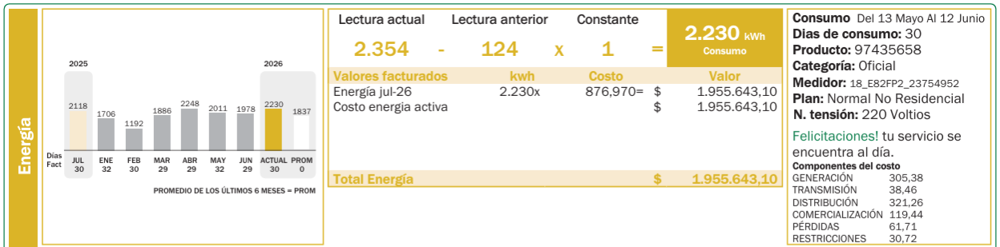 Energía
2025
2026
2118
1706
1192
1886
2248
2011
1978
2230
1837
Días Fact
JUL 30
ENE 32
FEB 30
MAR 29
ABR 29
MAY 32
JUN 29
ACTUAL 30
PROM 0
PROMEDIO DE LOS ÚLTIMOS 6 MESES = PROM
Lectura actual Lectura anterior Constante
2.354 - 124 x 1 =
2.230 kWh
Consumo
Valores facturados kwh Costo Valor
Energía jul-26 2.230x 876,970= $ 1.955.643,10
Costo energia activa $ 1.955.643,10
Total Energía $ 1.955.643,10
Consumo Del 13 Mayo Al 12 Junio
Dias de consumo: 30
Producto: 97435658
Categoría: Oficial
Medidor: 18_E82FP2_23754952
Plan: Normal No Residencial
N. tensión: 220 Voltios
Felicitaciones! tu servicio se
encuentra al día.
Componentes del costo
GENERACIÓN 305,38
TRANSMISIÓN 38,46
DISTRIBUCIÓN 321,26
COMERCIALIZACIÓN 119,44
PÉRDIDAS 61,71
RESTRICCIONES 30,72